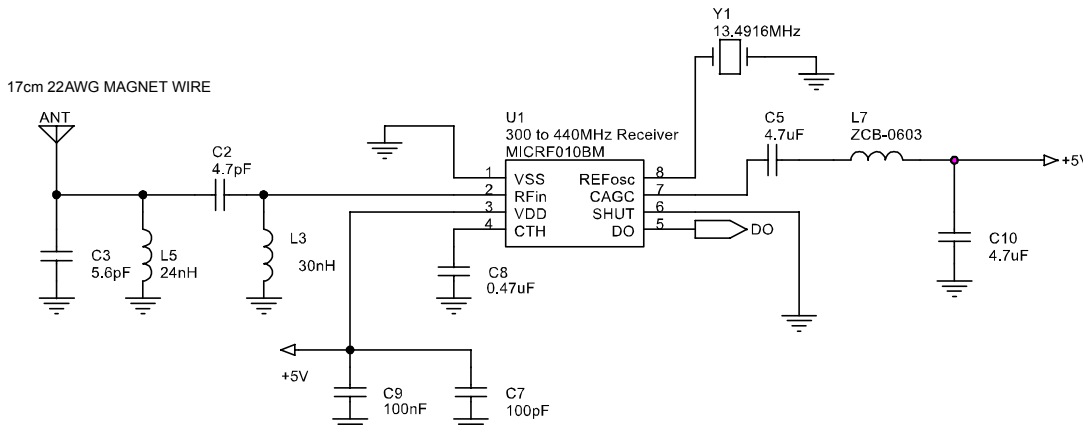 Y1
13.4916MHz
17cm 22AWG MAGNET WIRE
ANT
U1
300 to 440MHz Receiver
MICRF010BM
C5
4.7uF
L7
ZCB-0603
C2
4.7pF
1 VSS REFosc 8
2 RFin CAGC 7
3 VDD SHUT 6
4 CTH DO 5
DO
+5V
C3
5.6pF
L5
24nH
L3
30nH
C8
0.47uF
C10
4.7uF
+5V
C9
100nF
C7
100pF